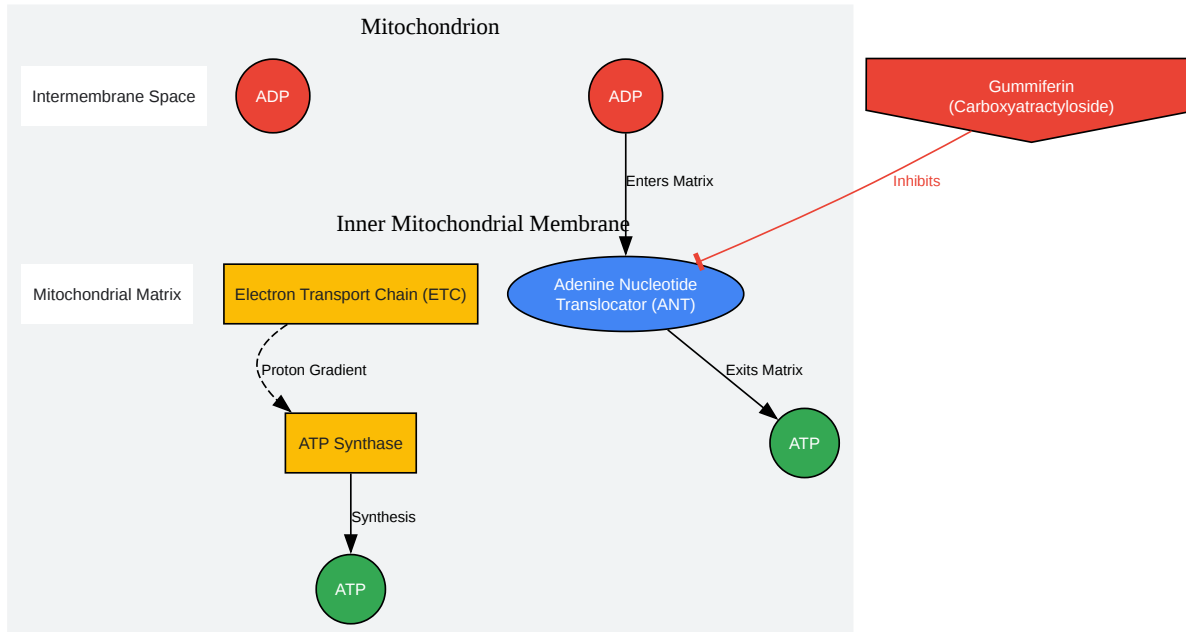 Mitochondrion
Intermembrane Space
ADP
ADP
Gummiferin
(Carboxyatractyloside)
Enters Matrix
Inhibits
Inner Mitochondrial Membrane
Mitochondrial Matrix
Electron Transport Chain (ETC)
Adenine Nucleotide
Translocator (ANT)
Proton Gradient
Exits Matrix
ATP Synthase
ATP
Synthesis
ATP